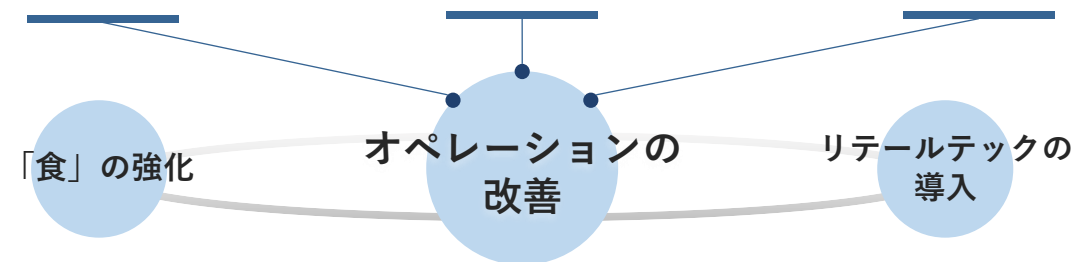 「食」の強化
オペレーションの
改善
リテールテックの
導入